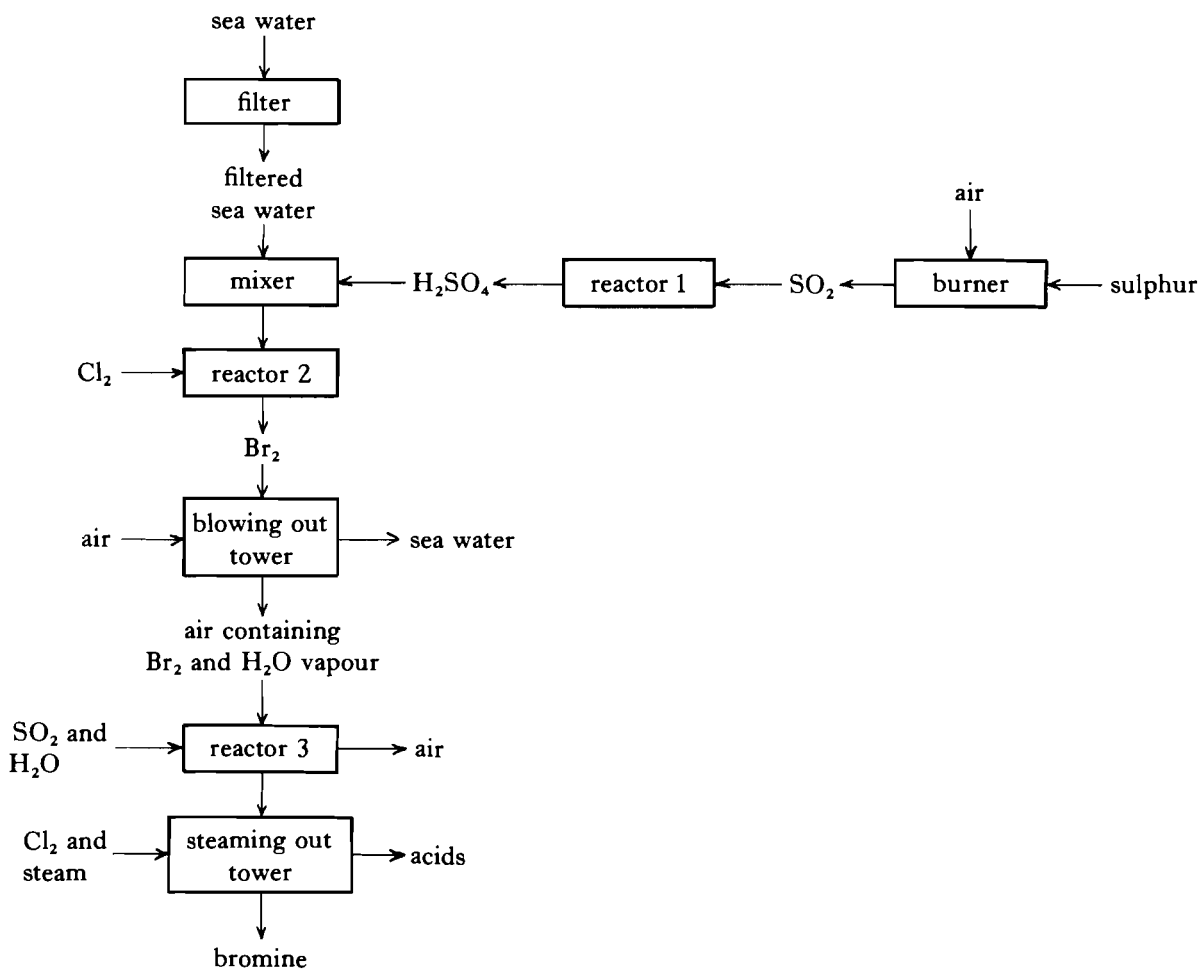 sea water
filter
filtered
sea water
air
mixer
H₂SO₄
reactor 1
SO₂
burner
sulphur
Cl₂
reactor 2
Br₂
air
blowing out
tower
sea water
air containing
Br₂ and H₂O vapour
SO₂ and
H₂O
reactor 3
air
Cl₂ and
steam
steaming out
tower
acids
bromine